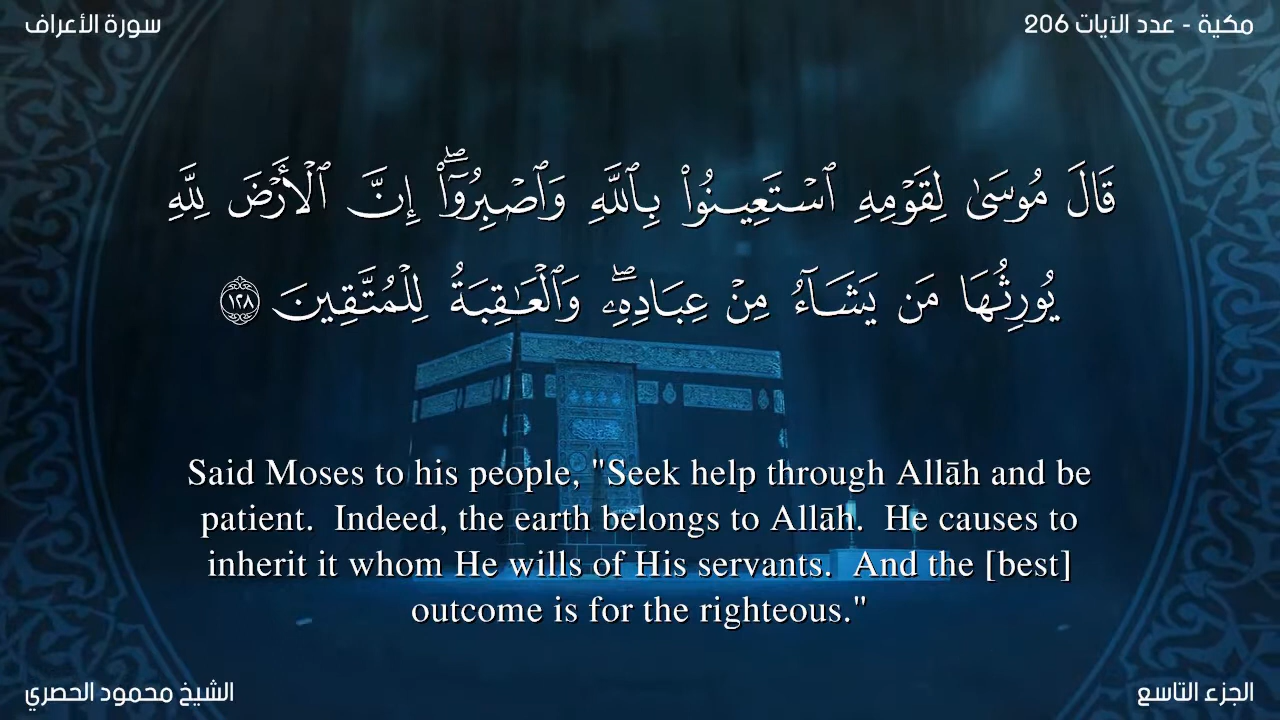 سورة الأعراف
مكية - عدد الآيات 206
قَالَ مُوسَىٰ لِقَوْمِهِ ٱسْتَعِينُوا۟ بِٱللَّهِ وَٱصْبِرُوٓا۟ ۖ إِنَّ ٱلْأَرْضَ لِلَّهِ
يُورِثُهَا مَن يَشَآءُ مِنْ عِبَادِهِۦ ۖ وَٱلْعَـٰقِبَةُ لِلْمُتَّقِينَ ١٢٨
Said Moses to his people, "Seek help through Allāh and be
patient.  Indeed, the earth belongs to Allāh.  He causes to
inherit it whom He wills of His servants.  And the [best]
outcome is for the righteous."
الشيخ محمود الحصري
الجزء التاسع